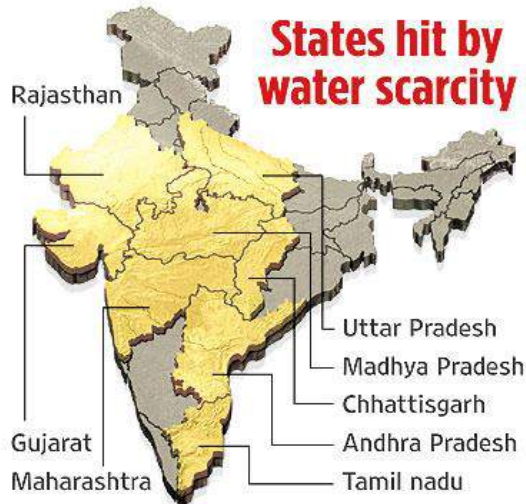 States hit by
water scarcity
Rajasthan
Uttar Pradesh
Madhya Pradesh
Chhattisgarh
Andhra Pradesh
Tamil nadu
Gujarat
Maharashtra